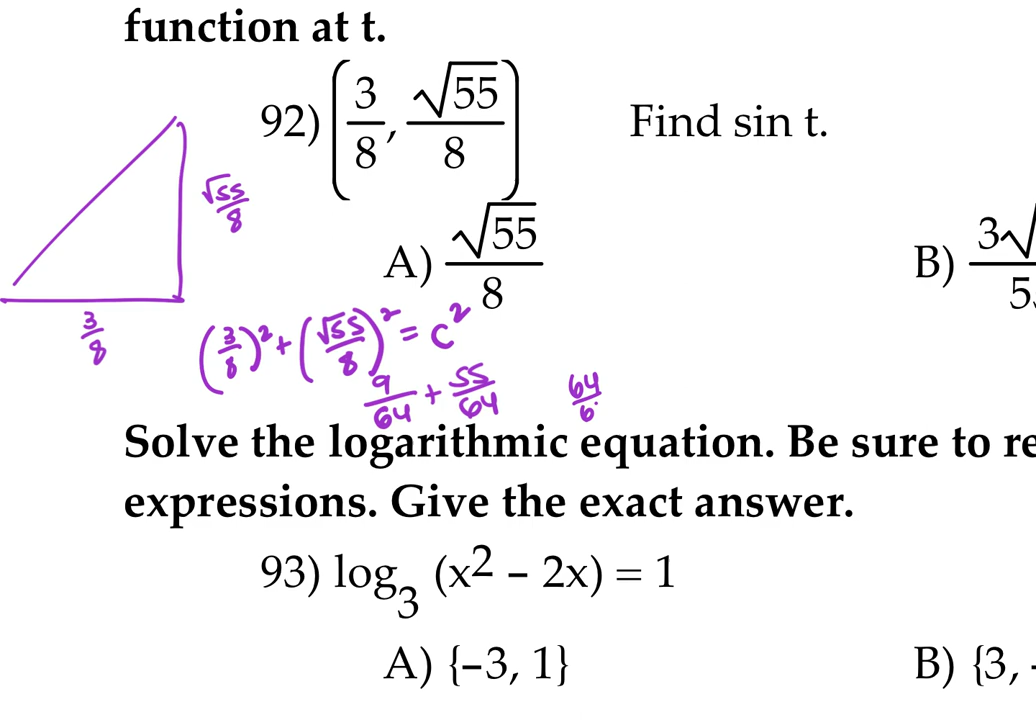 function at t.
92) (3/8, √55/8) Find sin t.
A) √55/8 B) 3√
√55/8
3/8
(3/8)² + (√55/8)² = c²
9/64 + 55/64 64/6
Solve the logarithmic equation. Be sure to re
expressions. Give the exact answer.
93) log₃ (x² – 2x) = 1
A) {–3, 1} B) {3, -